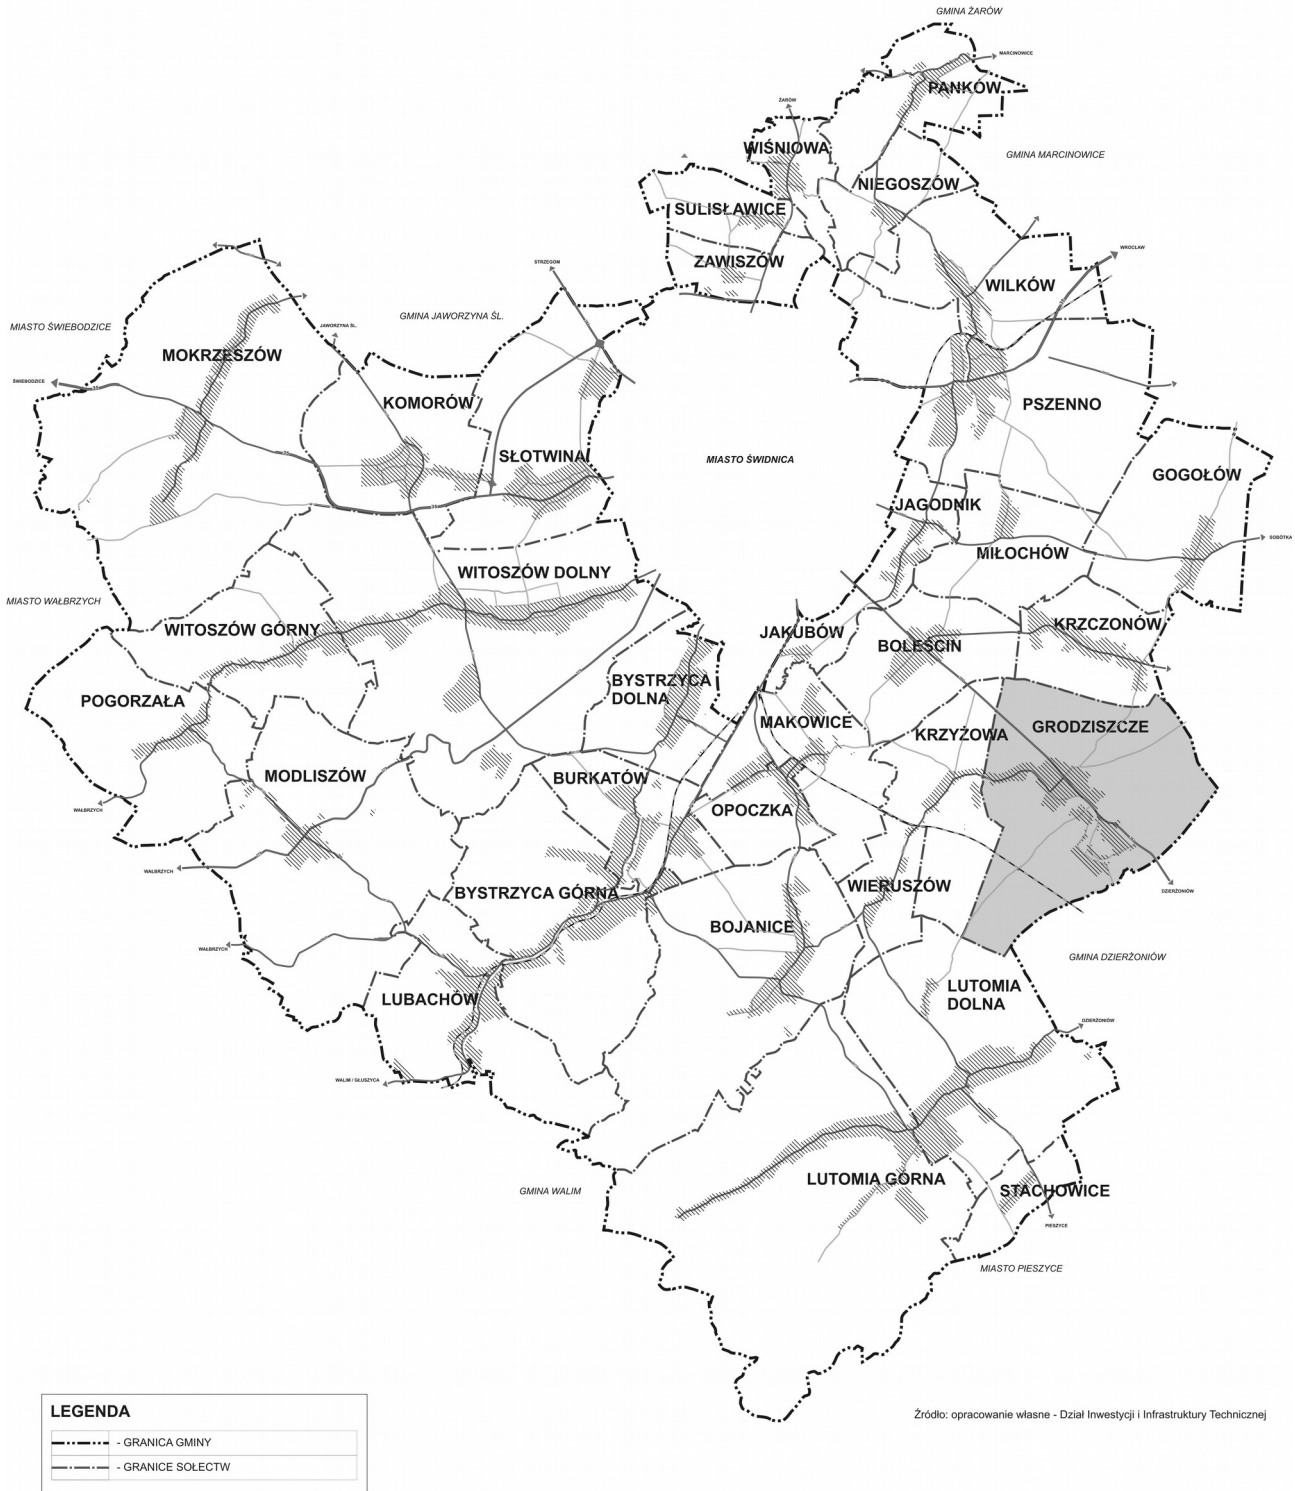 GMINA ŻARÓW
MARCINOWICE
PANKÓW
ŻARÓW
WIŚNIOWA
GMINA MARCINOWICE
NIEGOSZÓW
SULISŁAWICE
WROCŁAW
ZAWISZÓW
STRZEGOM
WILKÓW
GMINA JAWORZYNA ŚL.
MIASTO ŚWIEBODZICE
JAWORZYNA ŚL.
MOKRZESZÓW
ŚWIEBODZICE
KOMORÓW
PSZENNO
SŁOTWINA
MIASTO ŚWIDNICA
GOGOŁÓW
JAGODNIK
SOBÓTKA
MIŁOCHÓW
WITOSZÓW DOLNY
MIASTO WAŁBRZYCH
WITOSZÓW GÓRNY
JAKUBÓW
KRZCZONÓW
BOLEŚCIN
BYSTRZYCA
DOLNA
POGORZAŁA
MAKOWICE
KRZYŻOWA
GRODZISZCZE
MODLISZÓW
BURKATÓW
WAŁBRZYCH
OPOCZKA
WAŁBRZYCH
BYSTRZYCA GÓRNA
WIERUSZÓW
DZIERŻONIÓW
BOJANICE
WAŁBRZYCH
GMINA DZIERŻONIÓW
LUBACHÓW
LUTOMIA
DOLNA
DZIERŻONIÓW
WALIM / GŁUSZYCA
LUTOMIA GÓRNA
GMINA WALIM
STACHOWICE
PIESZYCE
MIASTO PIESZYCE
LEGENDA
- GRANICA GMINY
- GRANICE SOŁECTW
Źródło: opracowanie własne - Dział Inwestycji i Infrastruktury Technicznej